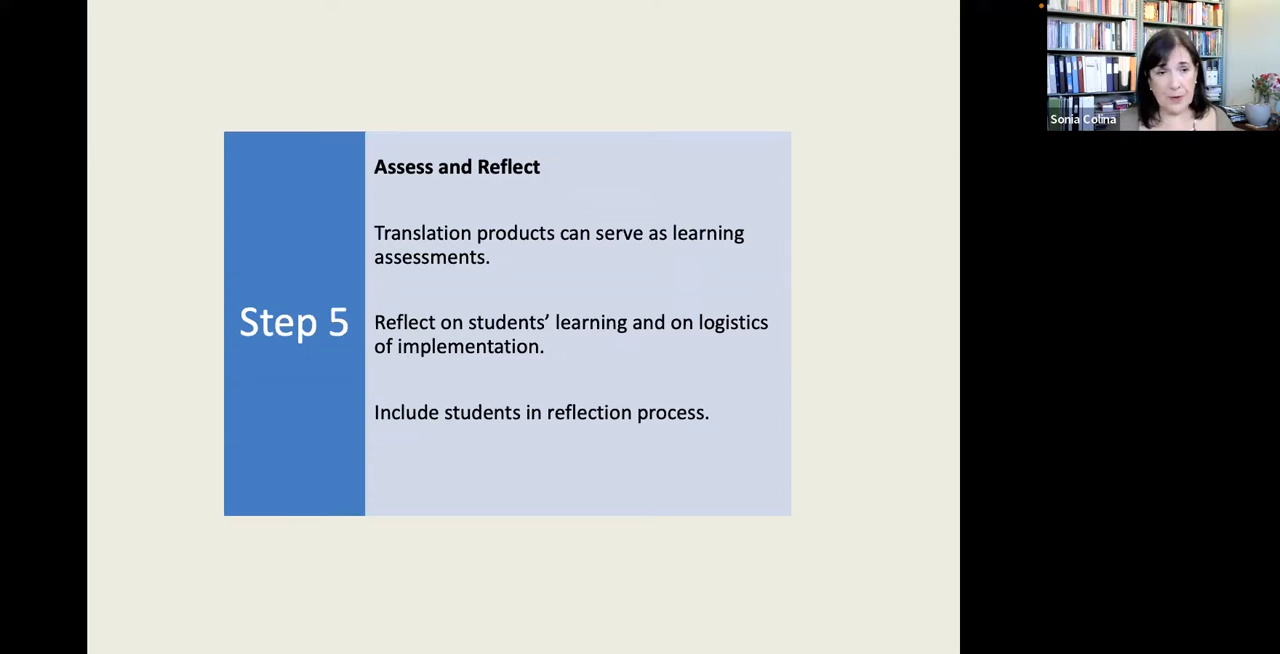 Step 5
Assess and Reflect
Translation products can serve as learning
assessments.
Reflect on students’ learning and on logistics
of implementation.
Include students in reflection process.
Sonia Colina